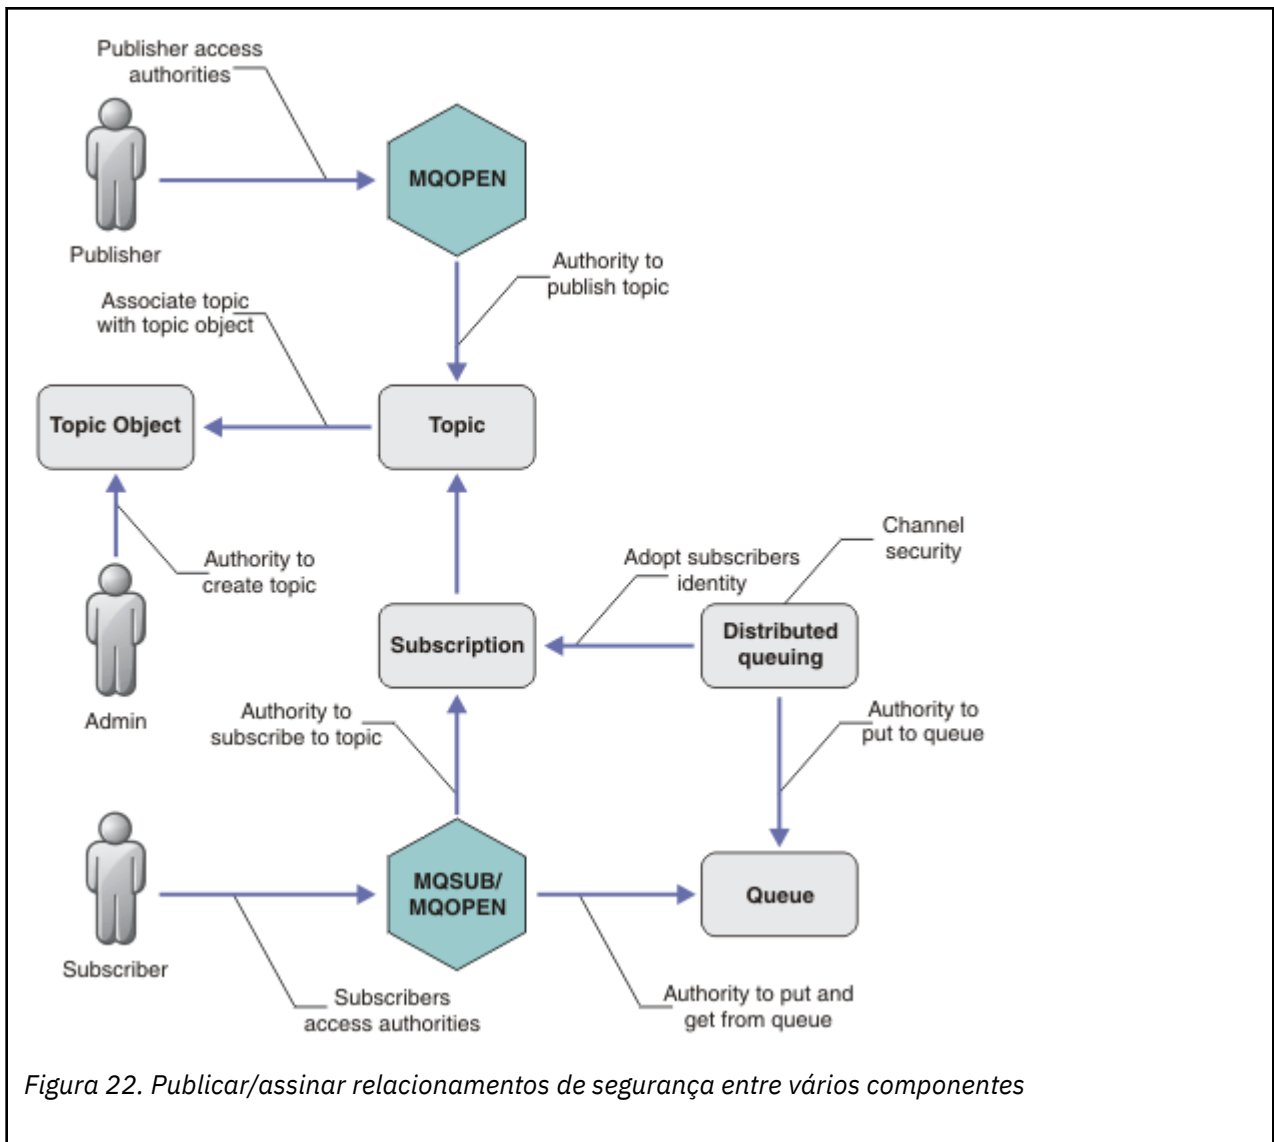 Publisher access
authorities
MQOPEN
Publisher
Authority to
publish topic
Associate topic
with topic object
Topic Object
Topic
Channel
security
Authority to
create topic
Adopt subscribers
identity
Subscription
Distributed
queuing
Admin
Authority to
subscribe to topic
Authority to
put to queue
MQSUB/
MQOPEN
Queue
Subscriber
Subscribers
access authorities
Authority to put and
get from queue
Figura 22. Publicar/assinar relacionamentos de segurança entre vários componentes